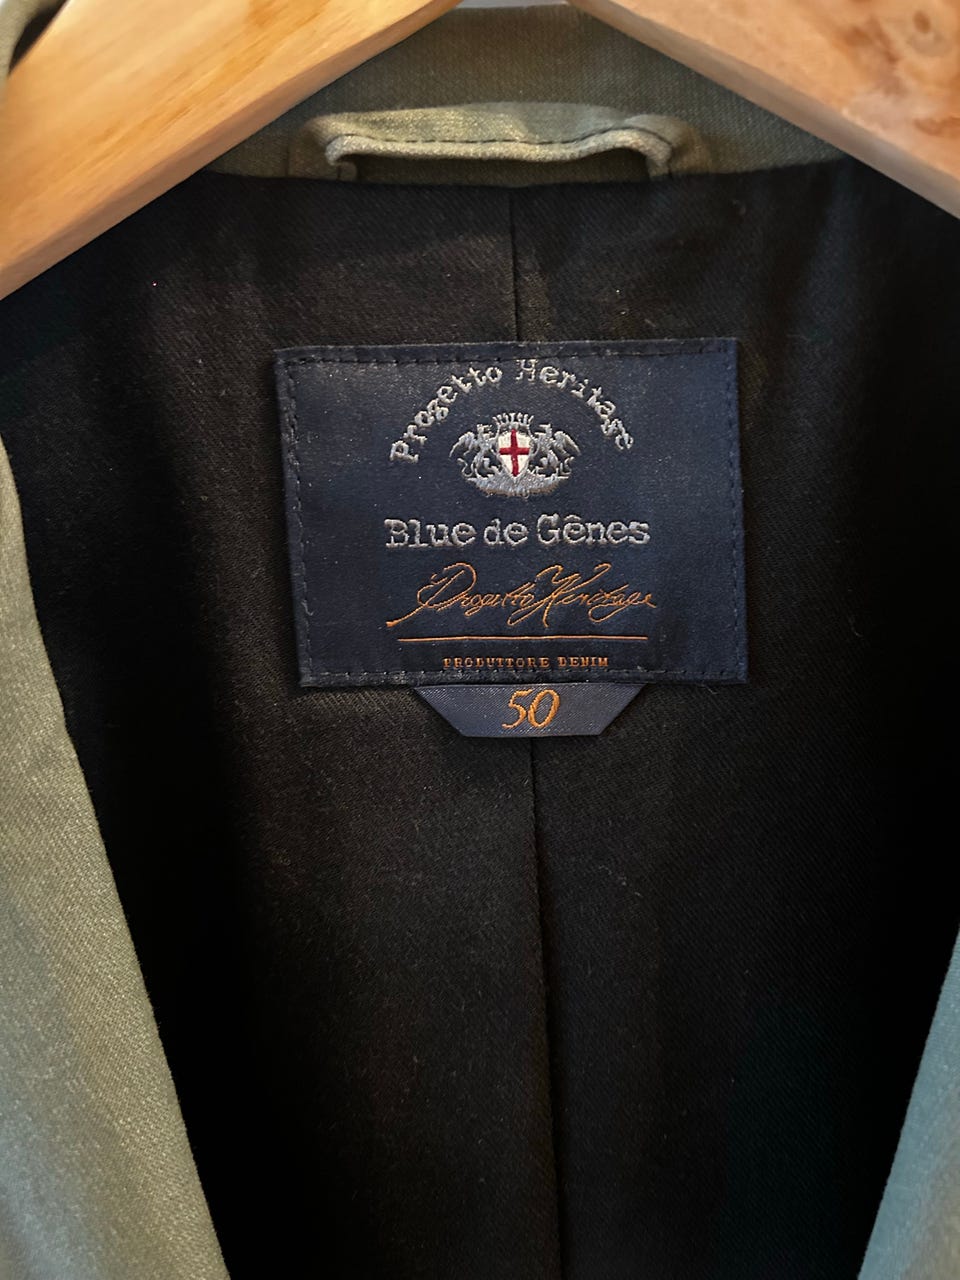 Progetto Heritage
Blue de Gênes
Progetto Heritage
PRODUTTORE DENIM
50